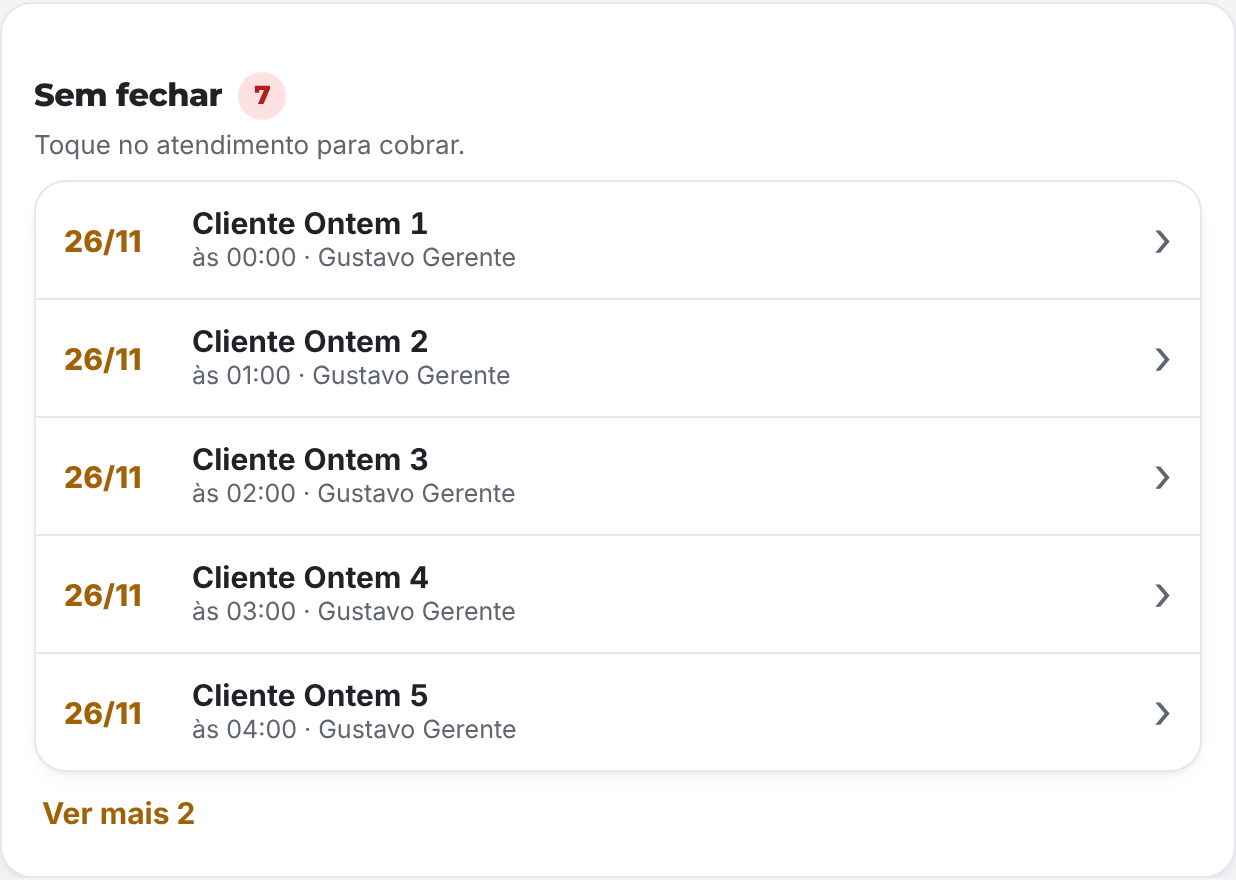 Sem fechar 7
Toque no atendimento para cobrar.
26/11 Cliente Ontem 1
às 00:00 · Gustavo Gerente
26/11 Cliente Ontem 2
às 01:00 · Gustavo Gerente
26/11 Cliente Ontem 3
às 02:00 · Gustavo Gerente
26/11 Cliente Ontem 4
às 03:00 · Gustavo Gerente
26/11 Cliente Ontem 5
às 04:00 · Gustavo Gerente
Ver mais 2